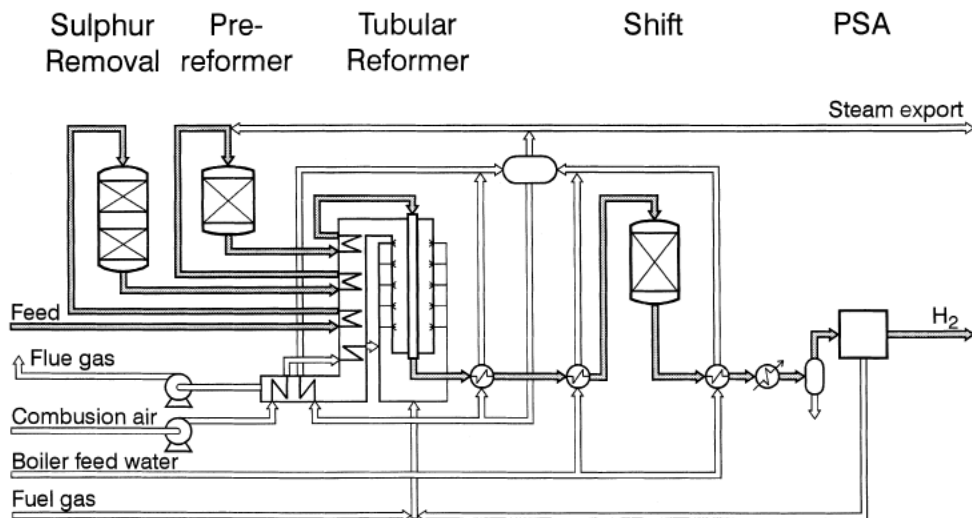 Sulphur
Removal
Pre-
reformer
Tubular
Reformer
Shift
PSA
Steam export
Feed
H2
Flue gas
Combusion air
Boiler feed water
Fuel gas